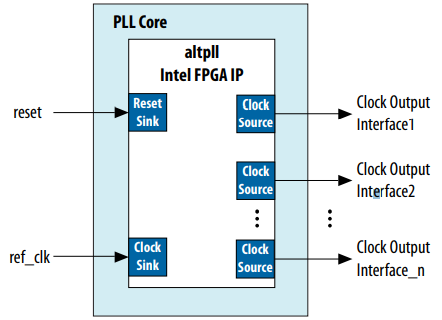 PLL Core
altpll
Intel FPGA IP
reset
Reset
Sink
Clock
Source
Clock Output
Interface1
Clock
Source
Clock Output
Interface2
ref_clk
Clock
Sink
Clock
Source
Clock Output
Interface_n